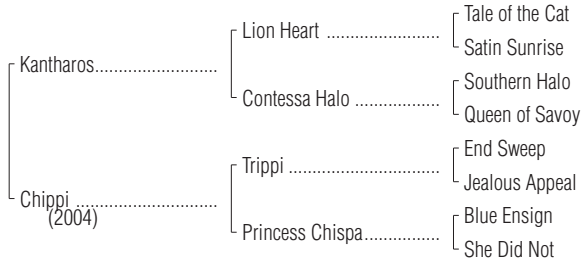 Tale of the Cat
Lion Heart ......................
Satin Sunrise
Kantharos........................
Southern Halo
Contessa Halo ................
Queen of Savoy
End Sweep
Trippi .............................
Jealous Appeal
Chippi ...........................
(2004)
Blue Ensign
Princess Chispa...............
She Did Not